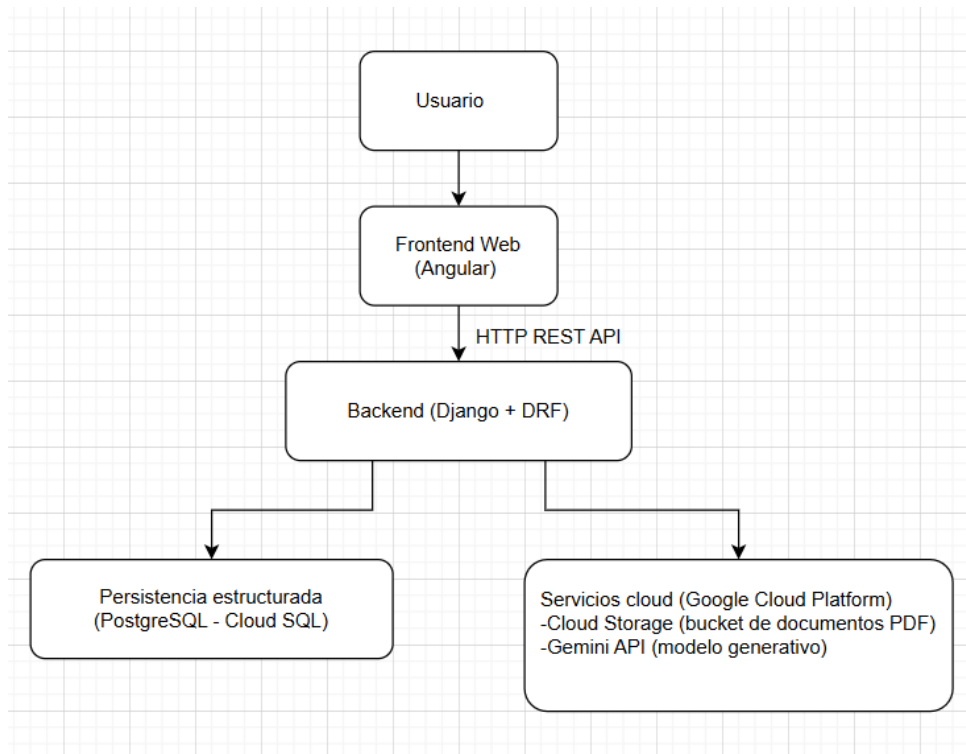 Usuario
Frontend Web
(Angular)
HTTP REST API
Backend (Django + DRF)
Persistencia estructurada
(PostgreSQL - Cloud SQL)
Servicios cloud (Google Cloud Platform)
-Cloud Storage (bucket de documentos PDF)
-Gemini API (modelo generativo)